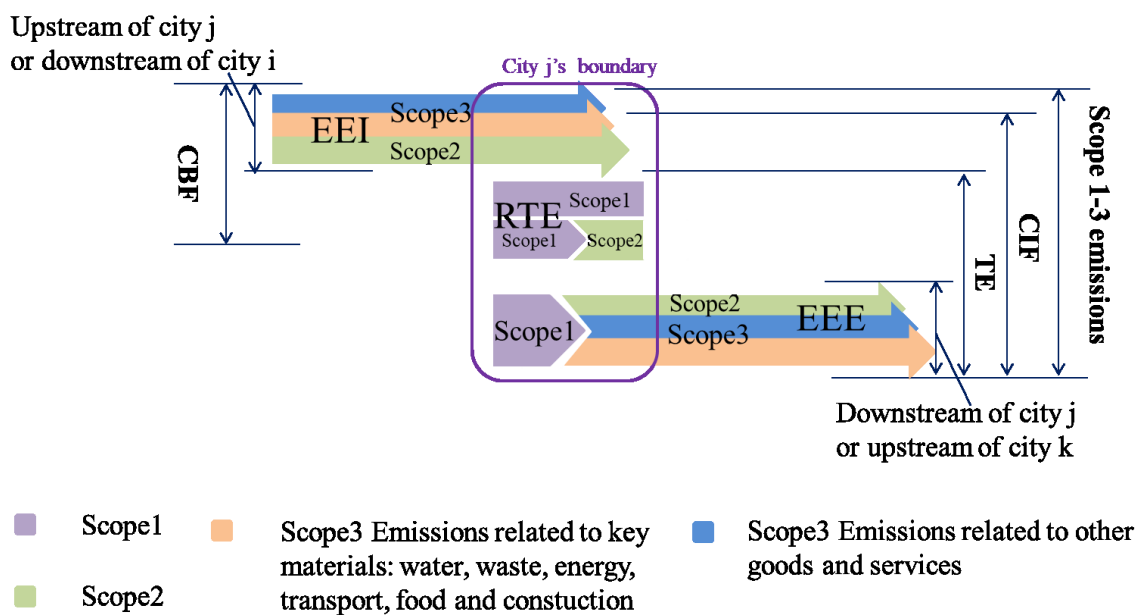 Upstream of city j
or downstream of city i
City j's boundary
Scope3
EEI
Scope2
CBF
Scope1
RTE
Scope1
Scope2
Scope 1-3 emissions
CIF
TE
Scope2
EEE
Scope1
Scope3
Downstream of city j
or upstream of city k
Scope1
Scope2
Scope3 Emissions related to key
materials: water, waste, energy,
transport, food and constuction
Scope3 Emissions related to other
goods and services